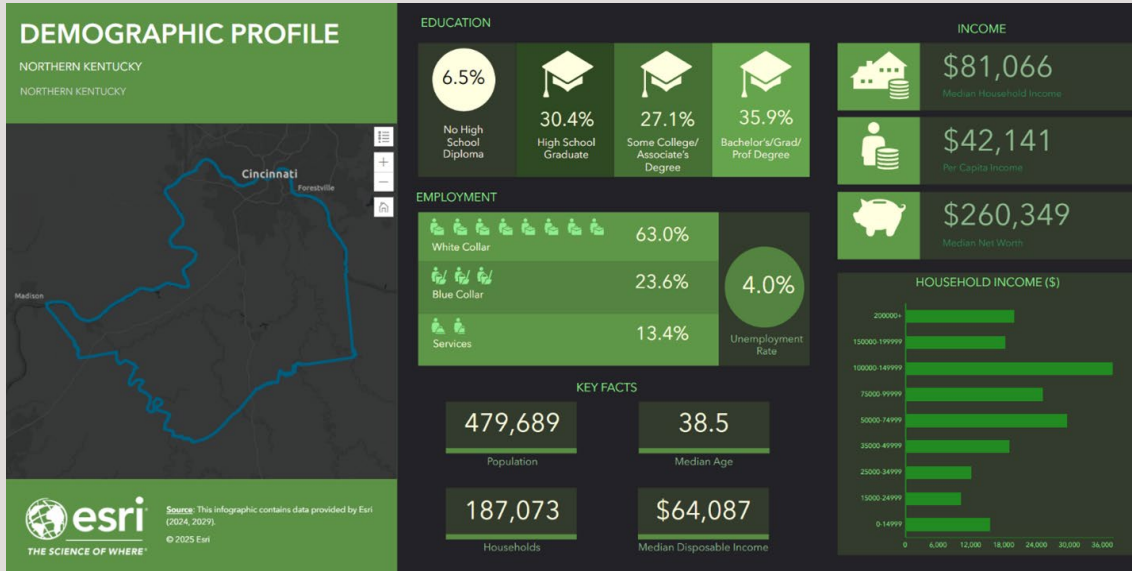 DEMOGRAPHIC PROFILE
NORTHERN KENTUCKY
NORTHERN KENTUCKY
Cincinnati
Forestville
Madison
esri
THE SCIENCE OF WHERE®
Source: This infographic contains data provided by Esri
(2024, 2029).
© 2025 Esri
EDUCATION
6.5%
No High
School
Diploma
30.4%
High School
Graduate
27.1%
Some College/
Associate's
Degree
35.9%
Bachelor's/Grad/
Prof Degree
EMPLOYMENT
White Collar
63.0%
Blue Collar
23.6%
Services
13.4%
4.0%
Unemployment
Rate
KEY FACTS
479,689
Population
38.5
Median Age
187,073
Households
$64,087
Median Disposable Income
INCOME
$81,066
Median Household Income
$42,141
Per Capita Income
$260,349
Median Net Worth
HOUSEHOLD INCOME ($)
200000+
150000-199999
100000-149999
75000-99999
50000-74999
35000-49999
25000-34999
15000-24999
0-14999
0 6,000 12,000 18,000 24,000 30,000 36,000